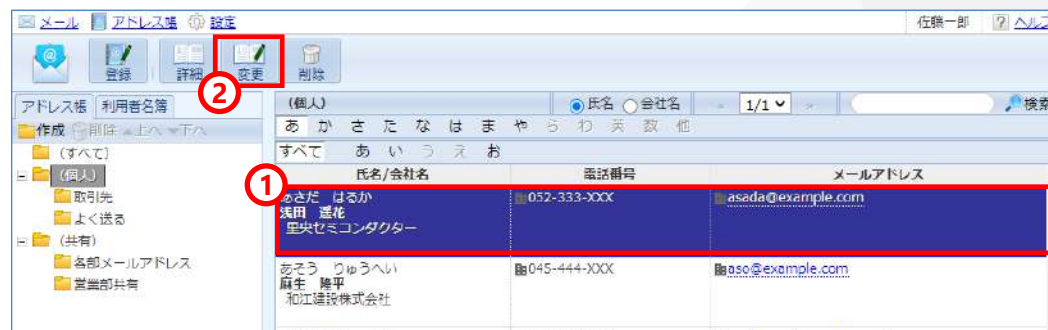 メール アドレス帳 設定 佐藤一郎 ヘルプ
登録 詳細 変更 削除
②
アドレス帳 利用者名簿 (個人) 氏名 会社名 1/1 検索
作成 削除 上へ 下へ あ か さ た な は ま や ら わ 英 数 他
(すべて) すべて あ い う え お
(個人) 氏名/会社名 電話番号 メールアドレス
①
取引先 あさだ はるか 052-333-XXX asada@example.com
浅田 遥花
よく送る 里央セミコンダクター
(共有)
各部メールアドレス あそう りゅうへい 045-444-XXX aso@example.com
営業部共有 麻生 隆平
和江建設株式会社